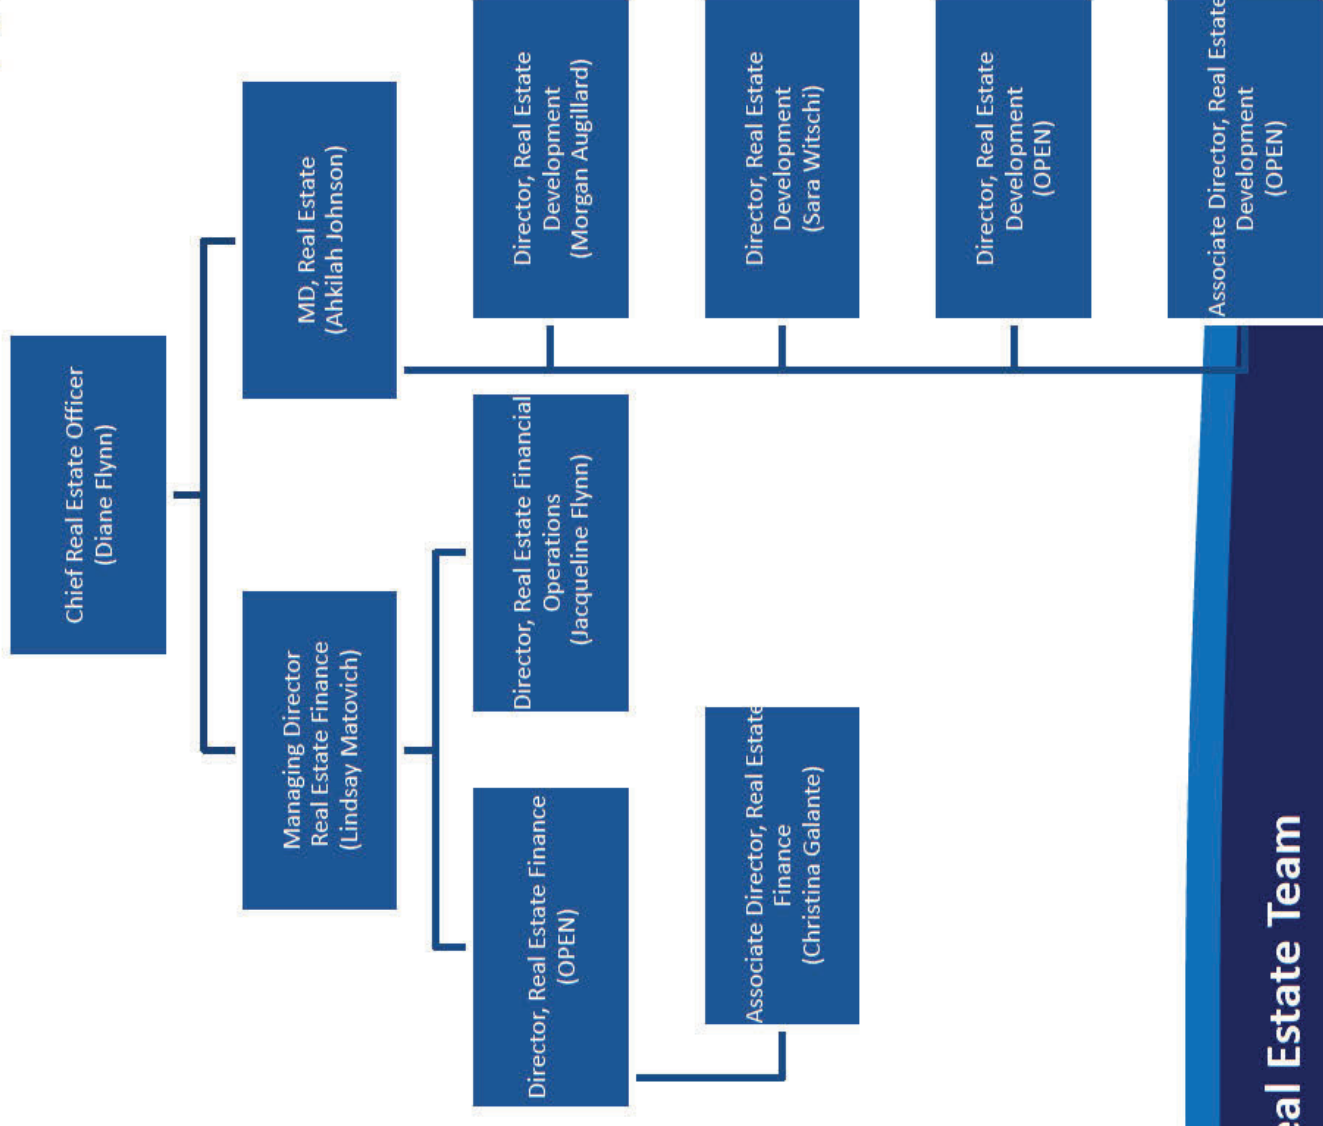 Chief Real Estate Officer
(Diane Flynn)
Managing Director
Real Estate Finance
(Lindsay Matovich)
MD, Real Estate
(Ahkilah Johnson)
Director, Real Estate Finance
(OPEN)
Director, Real Estate Financial
Operations
(Jacqueline Flynn)
Director, Real Estate
Development
(Morgan Augillard)
Associate Director, Real Estate
Finance
(Christina Galante)
Director, Real Estate
Development
(Sara Witschi)
Director, Real Estate
Development
(OPEN)
Associate Director, Real Estate
Development
(OPEN)
Estate Team